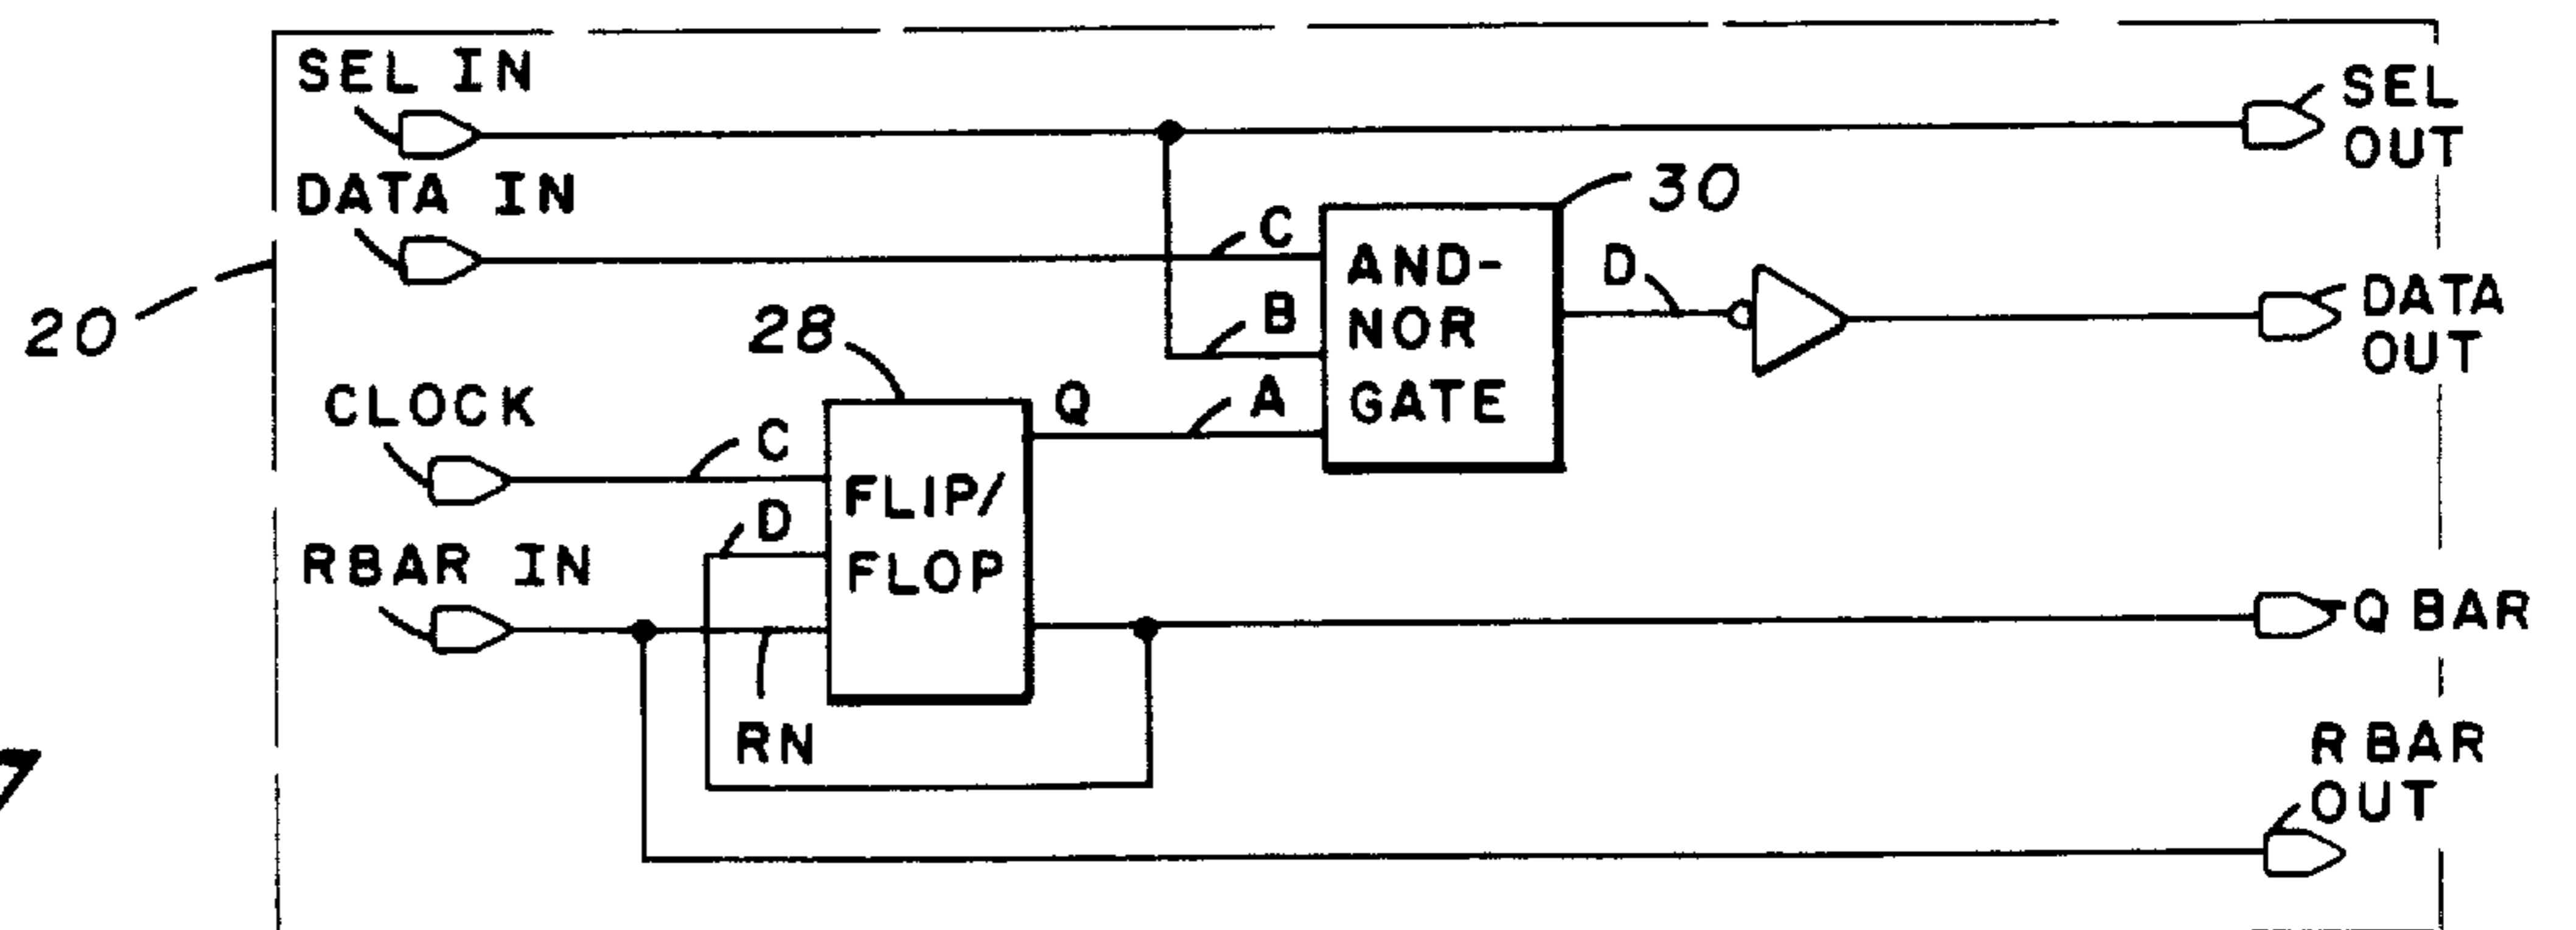 SEL IN
SEL
OUT
DATA IN
30
C
AND-
NOR
GATE
D
DATA
OUT
20
28
B
CLOCK
Q
A
C
FLIP/
FLOP
D
RBAR IN
Q BAR
RN
R BAR
OUT